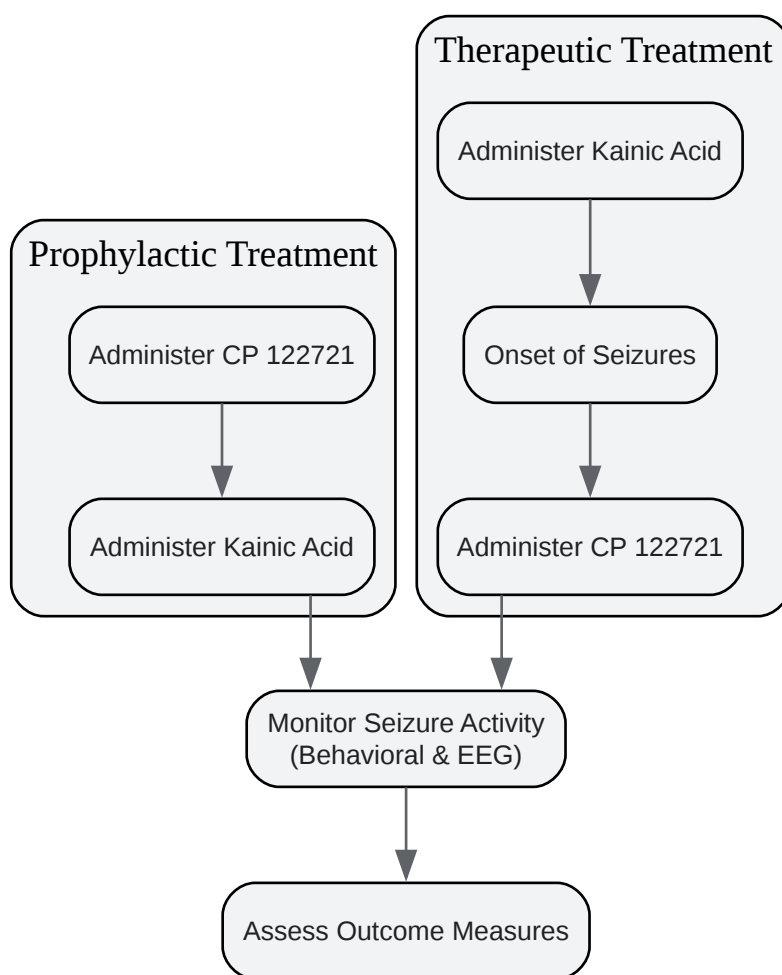 Therapeutic Treatment
Administer Kainic Acid
Prophylactic Treatment
Administer CP 122721
Onset of Seizures
Administer Kainic Acid
Administer CP 122721
Monitor Seizure Activity
(Behavioral & EEG)
Assess Outcome Measures